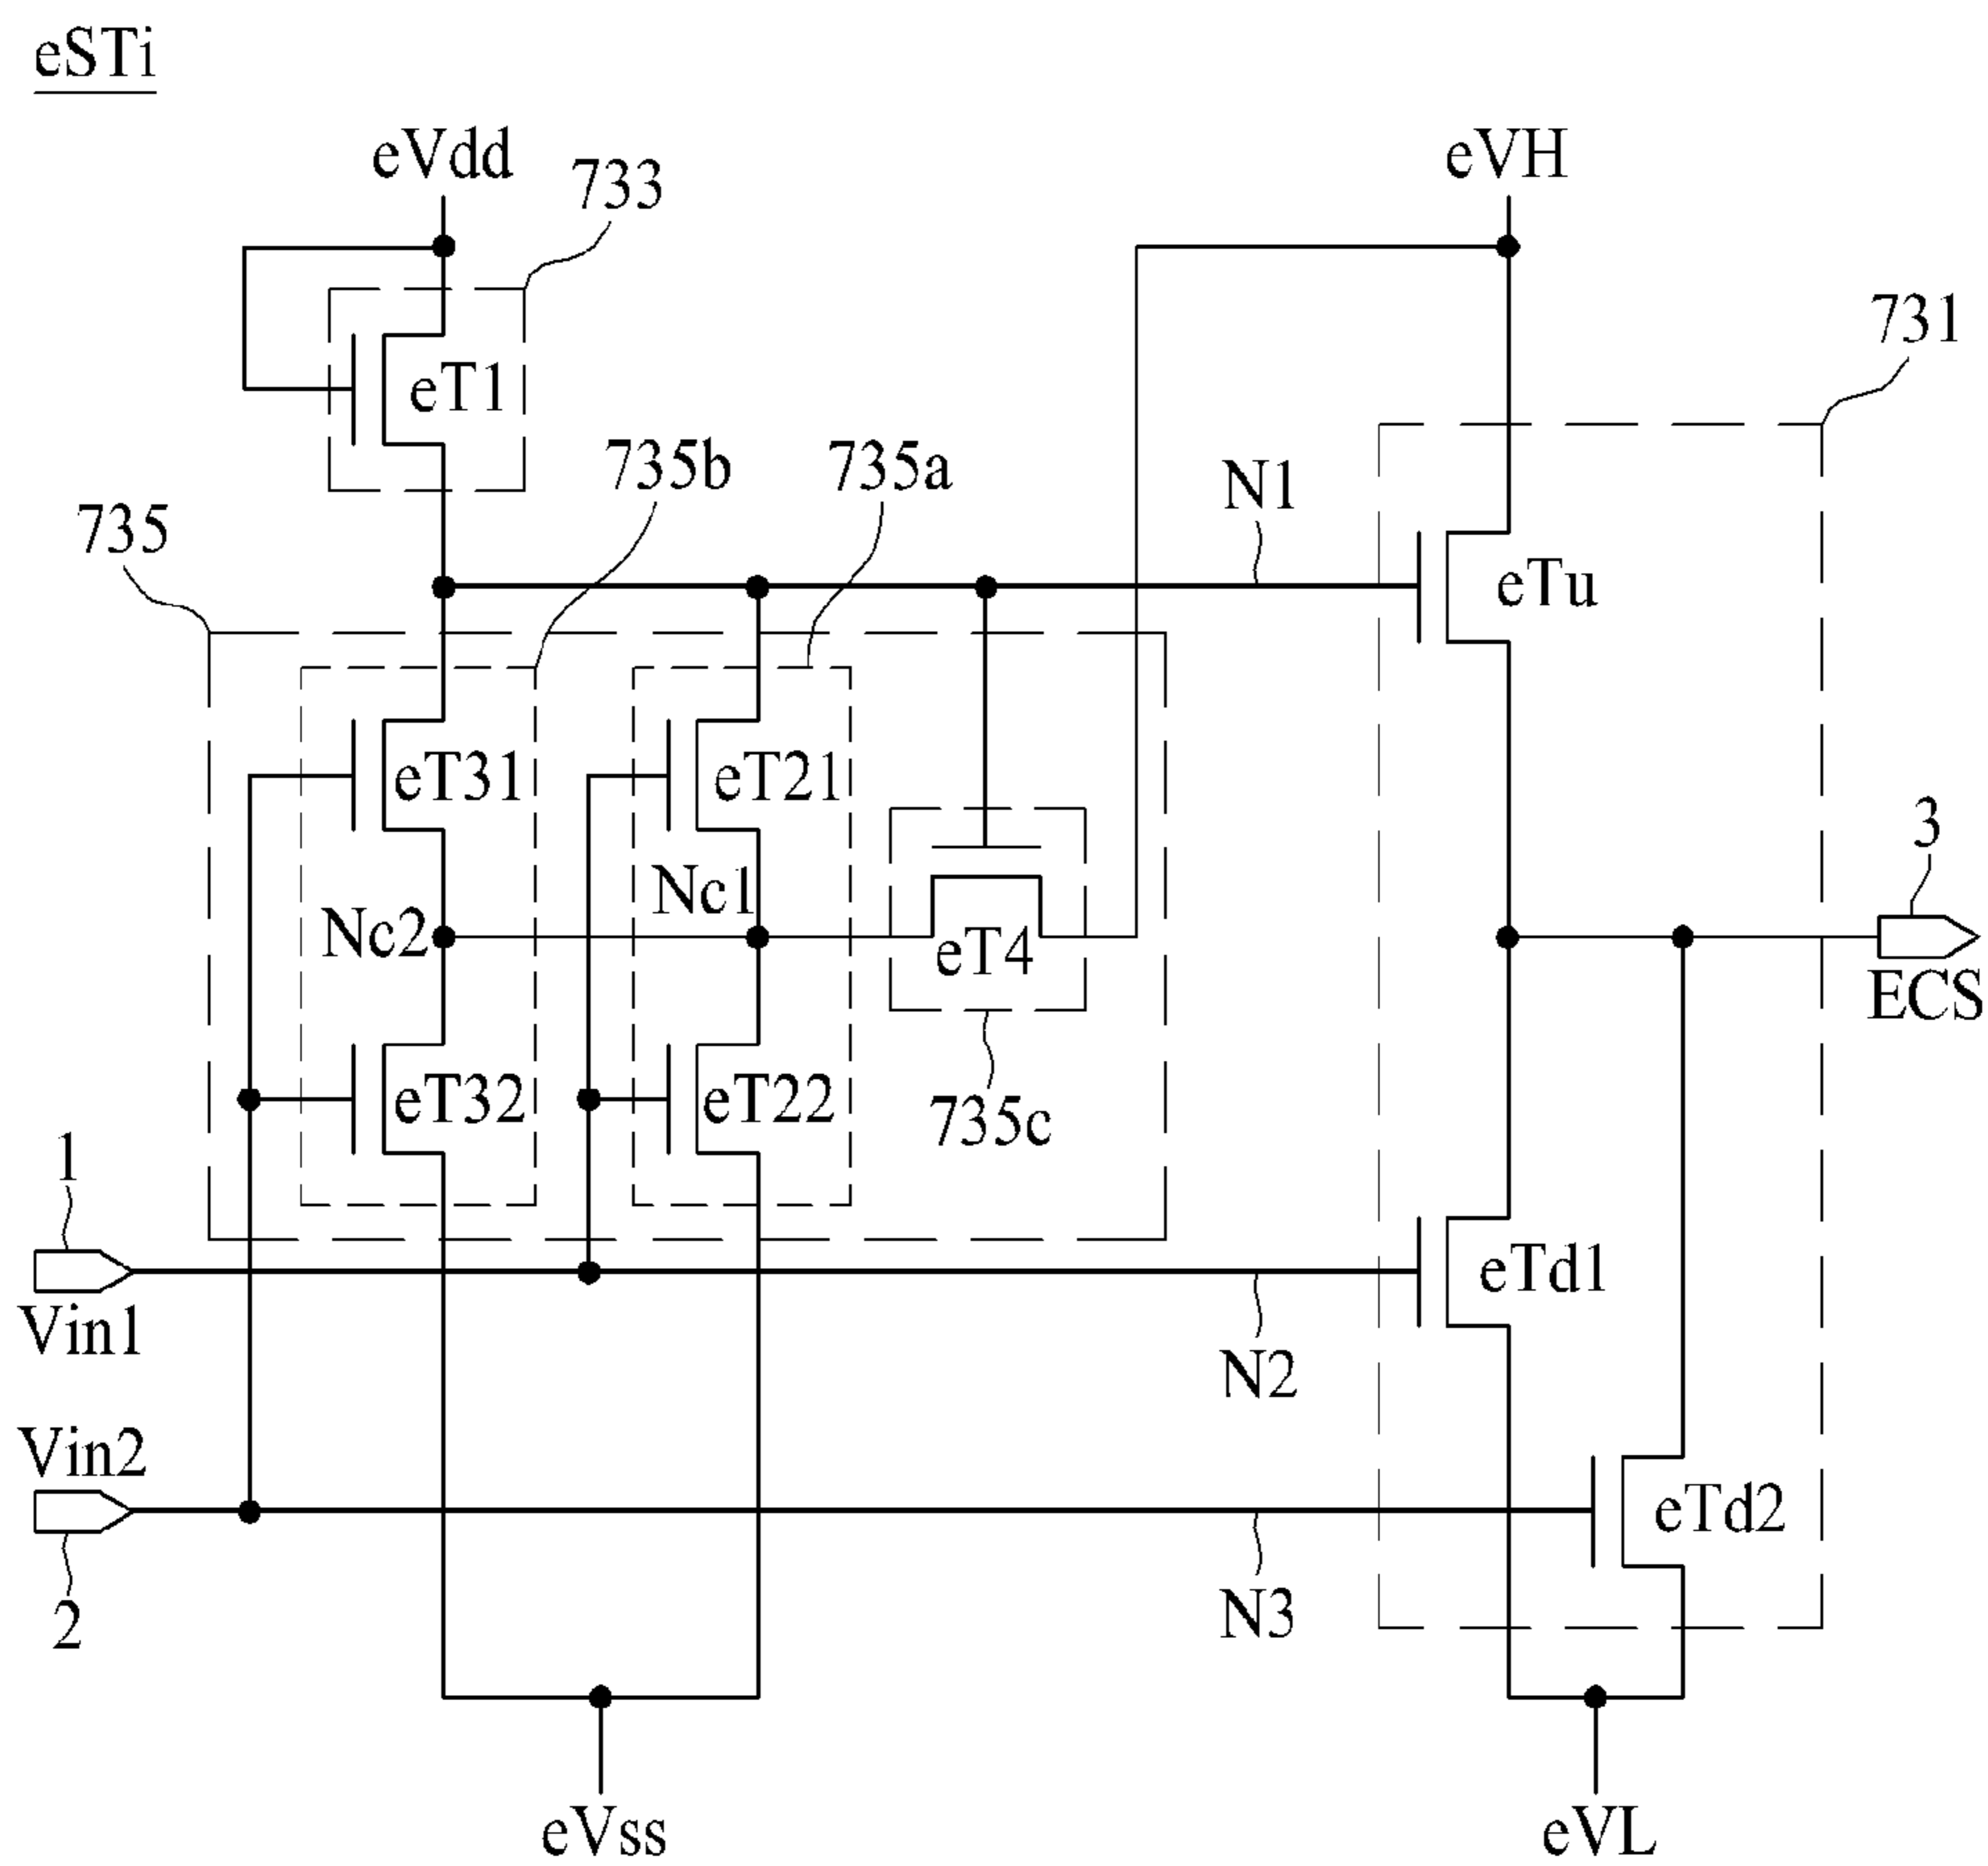 eSTi
eVdd
733
eVH
731
eT1
735b
735a
N1
735
eTu
eT31
eT21
3
Nc1
Nc2
eT4
ECS
eT32
eT22
735c
1
eTd1
Vin1
N2
Vin2
eTd2
2
N3
eVss
eVL